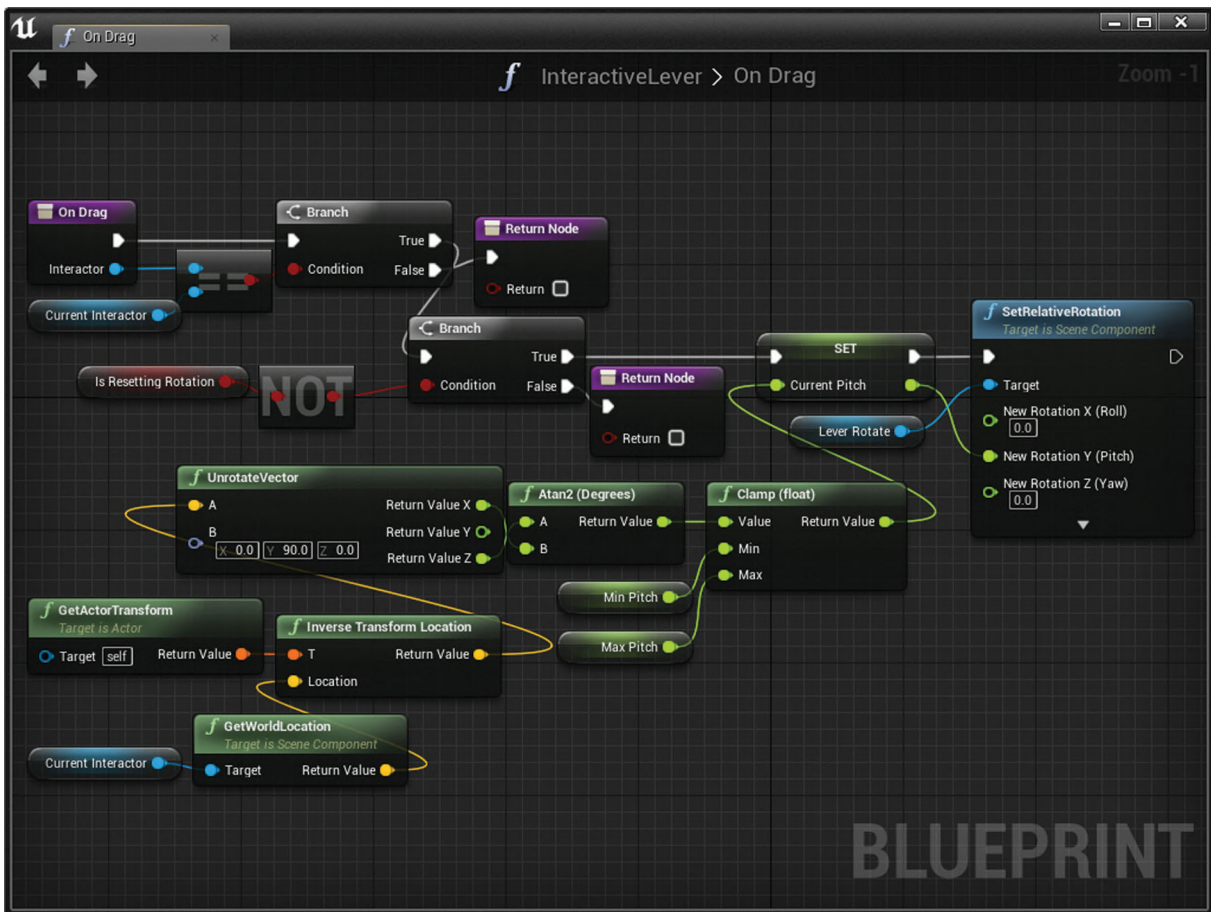 On Drag
InteractiveLever > On Drag
Zoom -1
On Drag
Interactor
Current Interactor
==
Branch
Condition
True
False
Return Node
Return
Is Resetting Rotation
NOT
Branch
Condition
True
False
Return Node
Return
SET
Current Pitch
Lever Rotate
SetRelativeRotation
Target is Scene Component
Target
New Rotation X (Roll)
0.0
New Rotation Y (Pitch)
New Rotation Z (Yaw)
0.0
UnrotateVector
A
B
X 0.0 Y 90.0 Z 0.0
Return Value X
Return Value Y
Return Value Z
Atan2 (Degrees)
A
B
Return Value
Clamp (float)
Value
Min
Max
Return Value
Min Pitch
Max Pitch
GetActorTransform
Target is Actor
Target self
Return Value
Inverse Transform Location
T
Location
Return Value
GetWorldLocation
Target is Scene Component
Current Interactor
Target
Return Value
BLUEPRINT